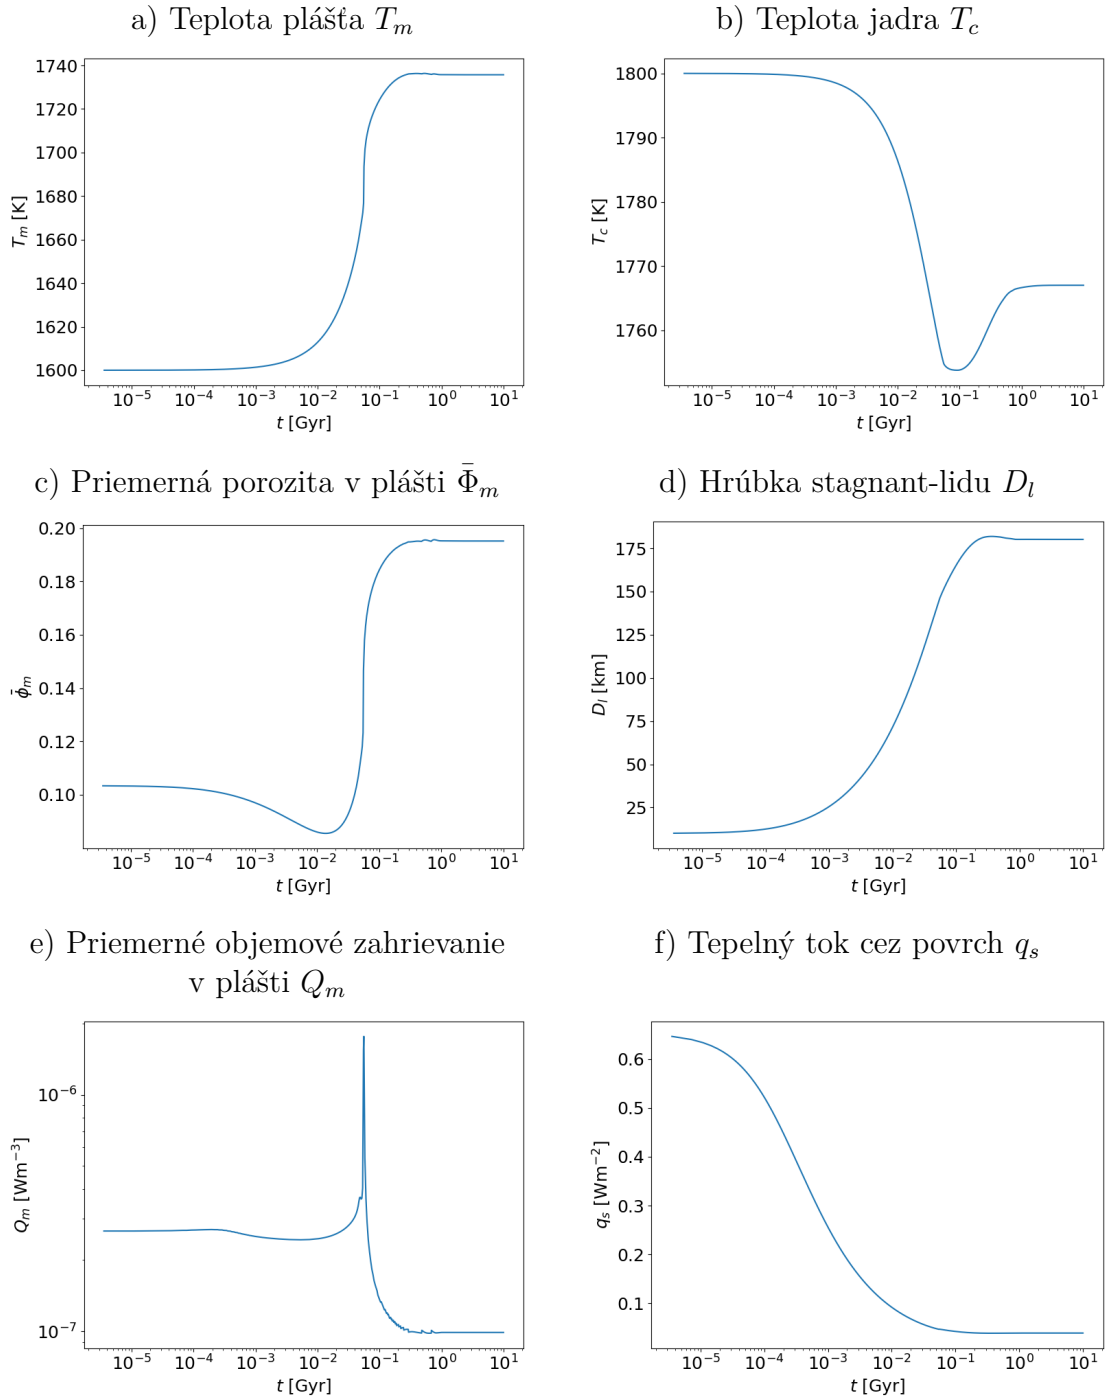 a) Teplota plášťa T_m
1740
1720
1700
1680
1660
1640
1620
1600
T_m [K]
10^−5 10^−4 10^−3 10^−2 10^−1 10^0 10^1
t [Gyr]
b) Teplota jadra T_c
1800
1790
1780
1770
1760
T_c [K]
10^−5 10^−4 10^−3 10^−2 10^−1 10^0 10^1
t [Gyr]
c) Priemerná porozita v plášti Φ̄_m
0.20
0.18
0.16
0.14
0.12
0.10
ϕ̄_m
10^−5 10^−4 10^−3 10^−2 10^−1 10^0 10^1
t [Gyr]
d) Hrúbka stagnant-lidu D_l
175
150
125
100
75
50
25
D_l [km]
10^−5 10^−4 10^−3 10^−2 10^−1 10^0 10^1
t [Gyr]
e) Priemerné objemové zahrievanie
v plášti Q_m
10^−6
10^−7
Q_m [Wm^−3]
10^−5 10^−4 10^−3 10^−2 10^−1 10^0 10^1
t [Gyr]
f) Tepelný tok cez povrch q_s
0.6
0.5
0.4
0.3
0.2
0.1
q_s [Wm^−2]
10^−5 10^−4 10^−3 10^−2 10^−1 10^0 10^1
t [Gyr]